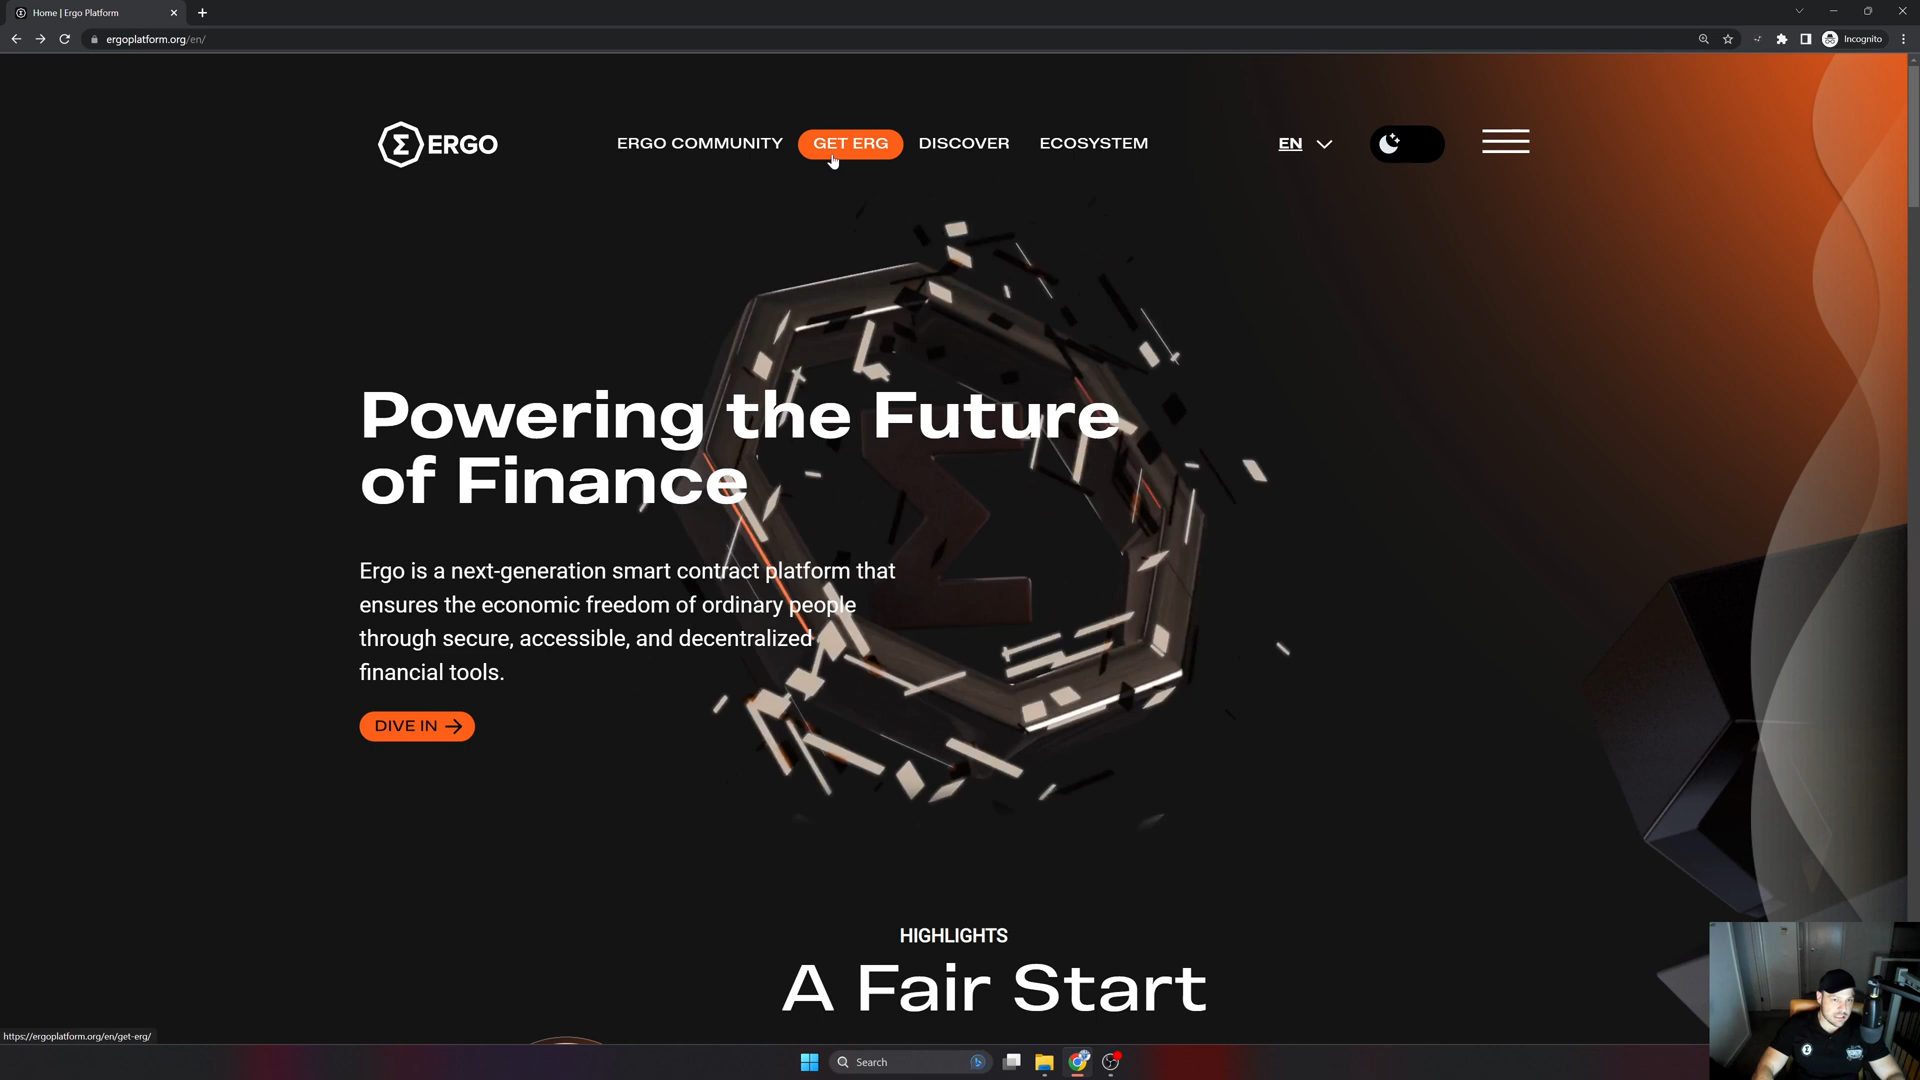 Home | Ergo Platform
ergoplatform.org/en/
Incognito
ERGO
ERGO COMMUNITY
GET ERG
DISCOVER
ECOSYSTEM
EN
Powering the Future
of Finance
Ergo is a next-generation smart contract platform that
ensures the economic freedom of ordinary people
through secure, accessible, and decentralized
financial tools.
DIVE IN
HIGHLIGHTS
A Fair Start
https://ergoplatform.org/en/get-erg/
Search